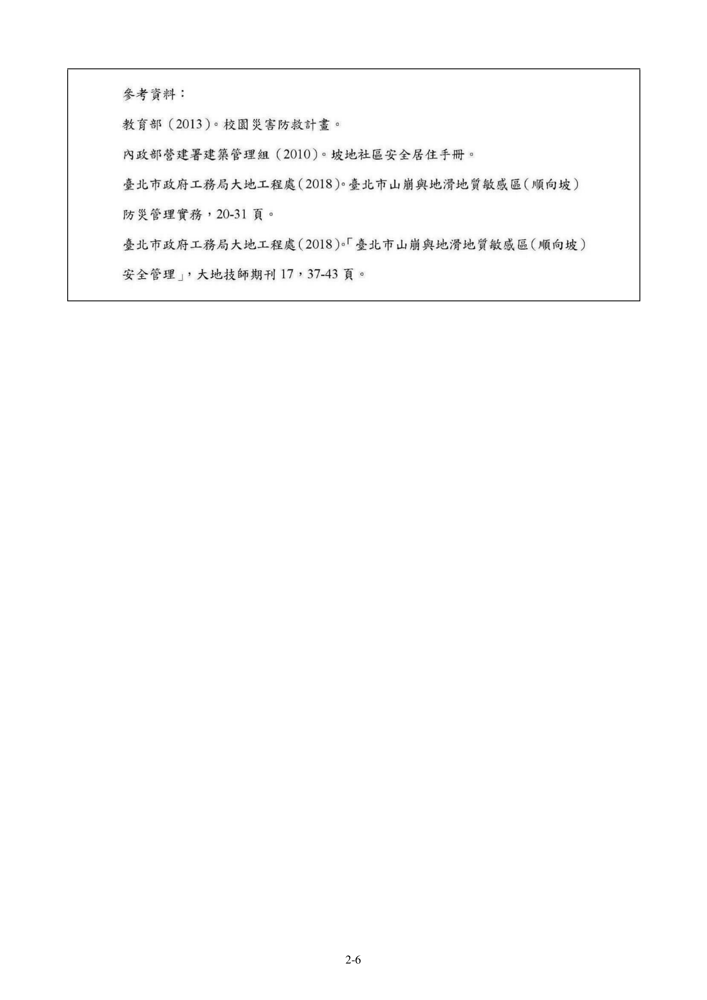 參考資料：
教育部（2013）。校園災害防救計畫。
內政部營建署建築管理組（2010）。坡地社區安全居住手冊。
臺北市政府工務局大地工程處（2018）。臺北市山崩與地滑地質敏感區（順向坡）
防災管理實務，20-31 頁。
臺北市政府工務局大地工程處（2018）。「臺北市山崩與地滑地質敏感區（順向坡）
安全管理」，大地技師期刊 17，37-43 頁。
2-6